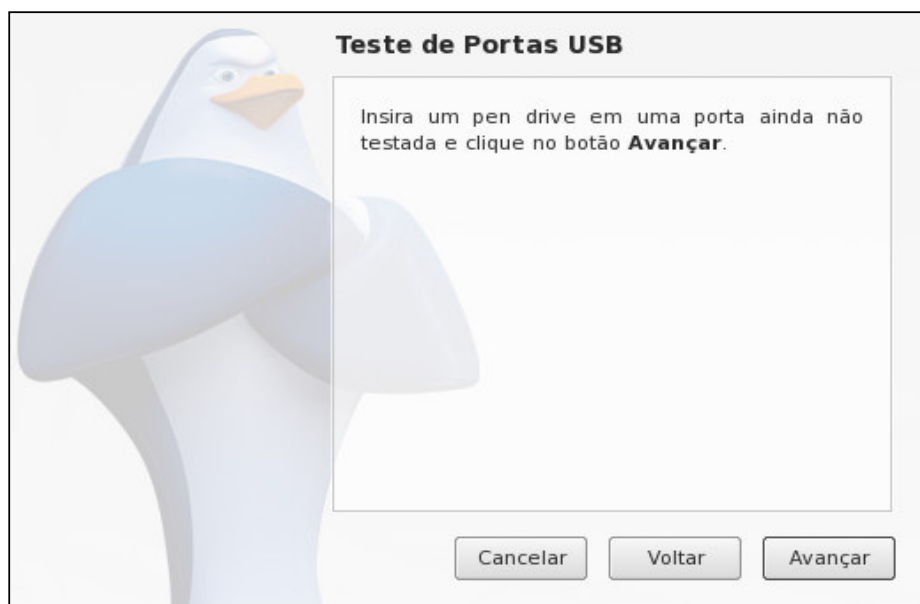 Teste de Portas USB
Insira um pen drive em uma porta ainda não
testada e clique no botão Avançar.
Cancelar
Voltar
Avançar